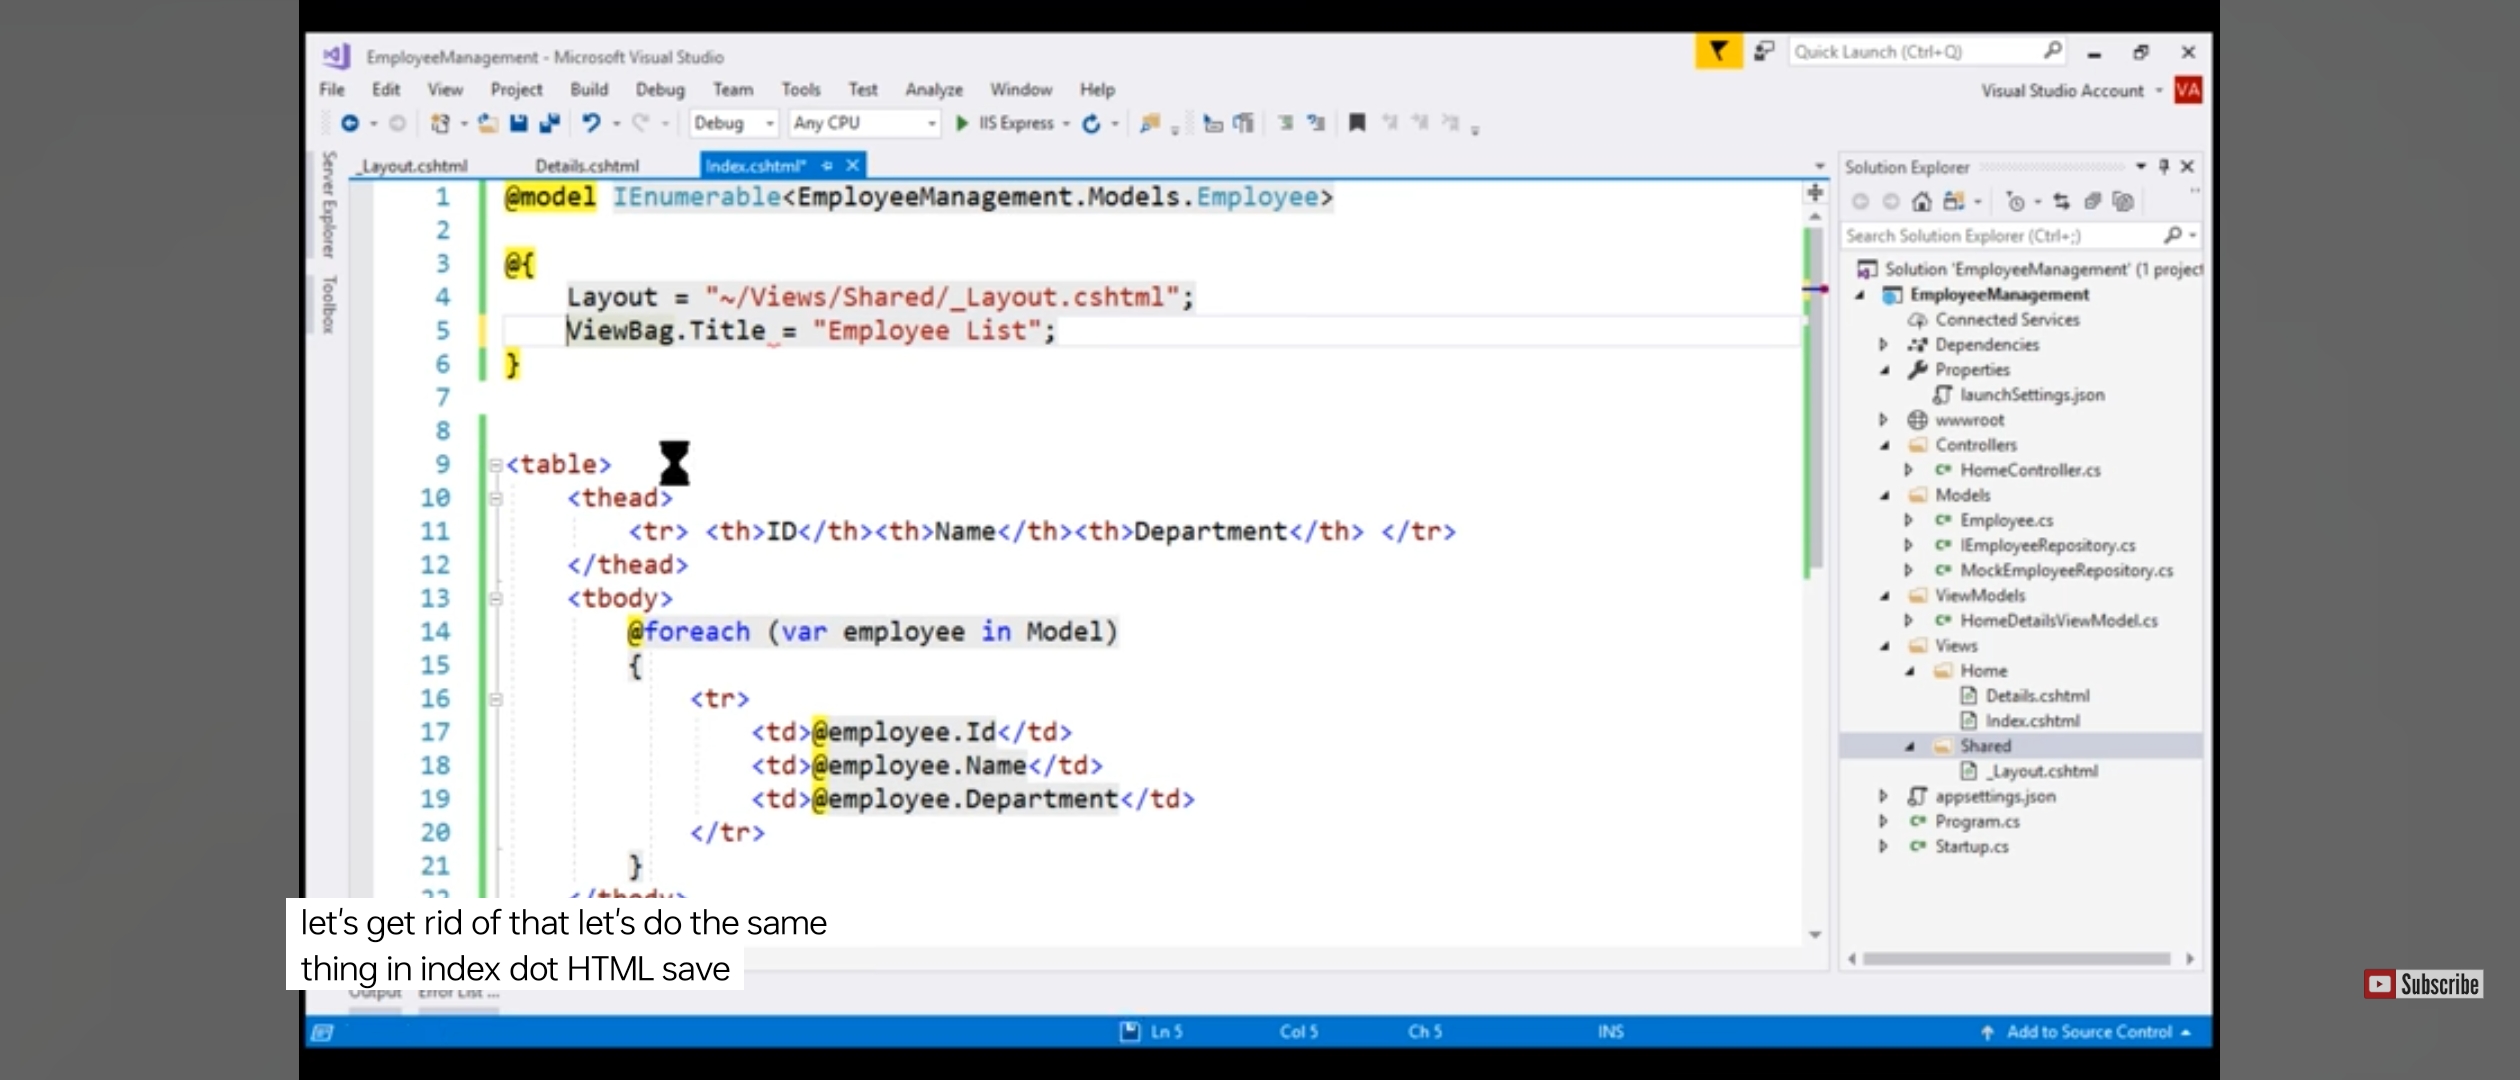 EmployeeManagement - Microsoft Visual Studio
Quick Launch (Ctrl+Q)
File Edit View Project Build Debug Team Tools Test Analyze Window Help
Visual Studio Account VA
Debug Any CPU IIS Express
Server Explorer
Toolbox
_Layout.cshtml Details.cshtml Index.cshtml*
1 @model IEnumerable<EmployeeManagement.Models.Employee>
2
3 @{
4 Layout = "~/Views/Shared/_Layout.cshtml";
5 ViewBag.Title = "Employee List";
6 }
7
8
9 <table>
10 <thead>
11 <tr> <th>ID</th><th>Name</th><th>Department</th> </tr>
12 </thead>
13 <tbody>
14 @foreach (var employee in Model)
15 {
16 <tr>
17 <td>@employee.Id</td>
18 <td>@employee.Name</td>
19 <td>@employee.Department</td>
20 </tr>
21 }
22 </tbody>
Solution Explorer
Search Solution Explorer (Ctrl+;)
Solution 'EmployeeManagement' (1 project
EmployeeManagement
Connected Services
Dependencies
Properties
launchSettings.json
wwwroot
Controllers
C# HomeController.cs
Models
C# Employee.cs
C# IEmployeeRepository.cs
C# MockEmployeeRepository.cs
ViewModels
C# HomeDetailsViewModel.cs
Views
Home
Details.cshtml
Index.cshtml
Shared
_Layout.cshtml
appsettings.json
C# Program.cs
C# Startup.cs
let's get rid of that let's do the same
thing in index dot HTML save
Output Error List ...
Subscribe
Ln 5 Col 5 Ch 5 INS Add to Source Control